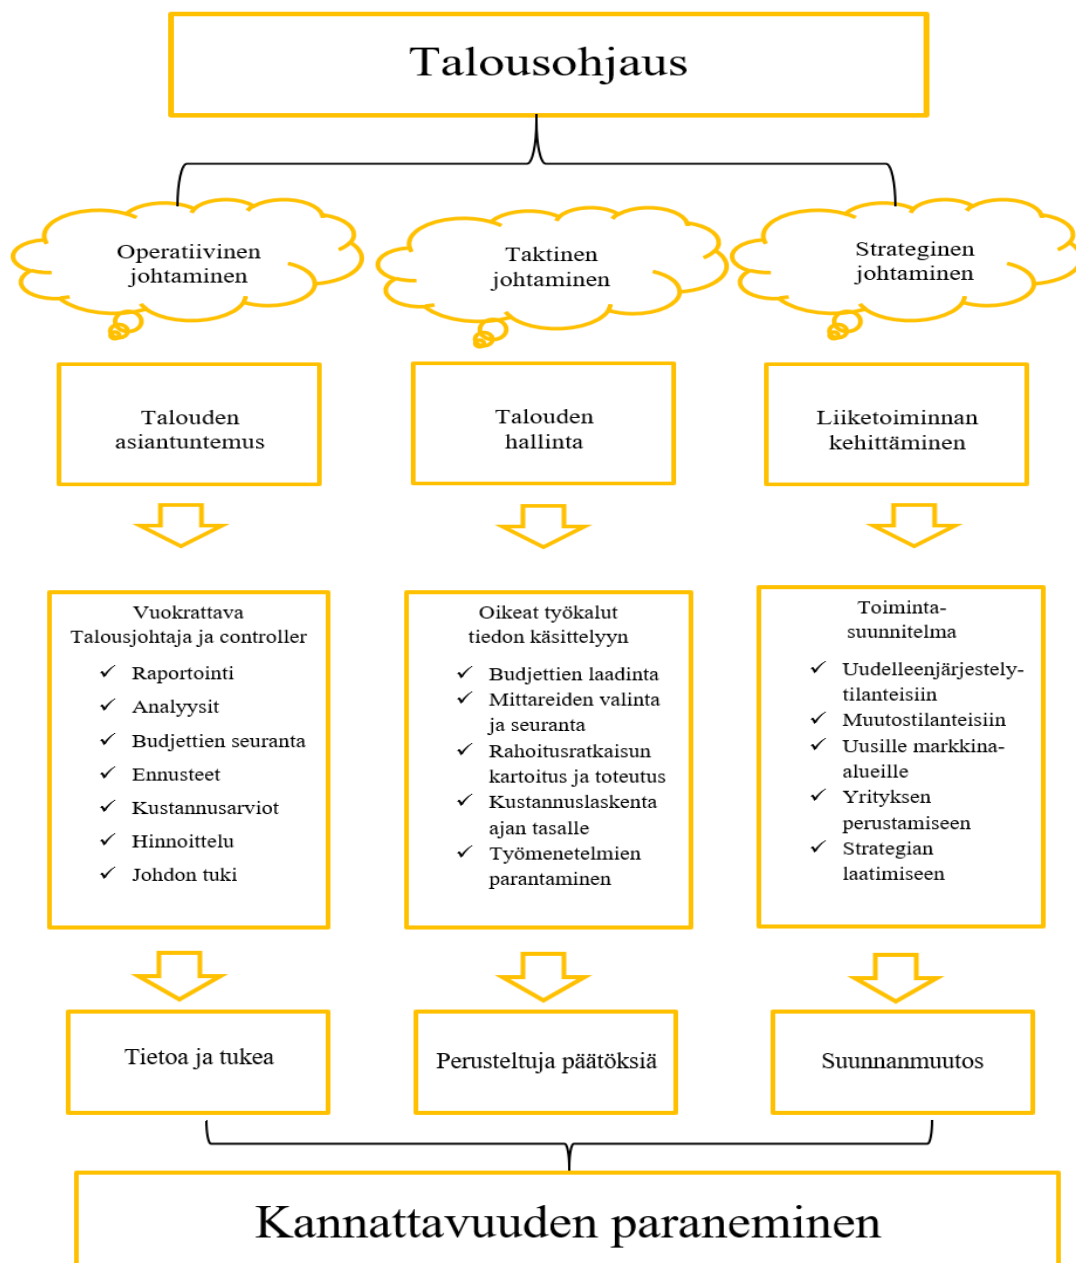 Talousohjaus
Operatiivinen
johtaminen
Taktinen
johtaminen
Strateginen
johtaminen
Talouden
asiantuntemus
Talouden
hallinta
Liiketoiminnan
kehittäminen
Vuokrattava
Talousjohtaja ja controller
✓ Raportointi
✓ Analyysit
✓ Budjettien seuranta
✓ Ennusteet
✓ Kustannusarviot
✓ Hinnoittelu
✓ Johdon tuki
Oikeat työkalut
tiedon käsittelyyn
✓ Budjettien laadinta
✓ Mittareiden valinta
ja seuranta
✓ Rahoitusratkaisun
kartoitus ja toteutus
✓ Kustannuslaskenta
ajan tasalle
✓ Työmenetelmien
parantaminen
Toiminta-
suunnitelma
✓ Uudelleenjärjestely-
tilanteisiin
✓ Muutostilanteisiin
✓ Uusille markkina-
alueille
✓ Yrityksen
perustamiseen
✓ Strategian
laatimiseen
Tietoa ja tukea
Perusteltuja päätöksiä
Suunnanmuutos
Kannattavuuden paraneminen